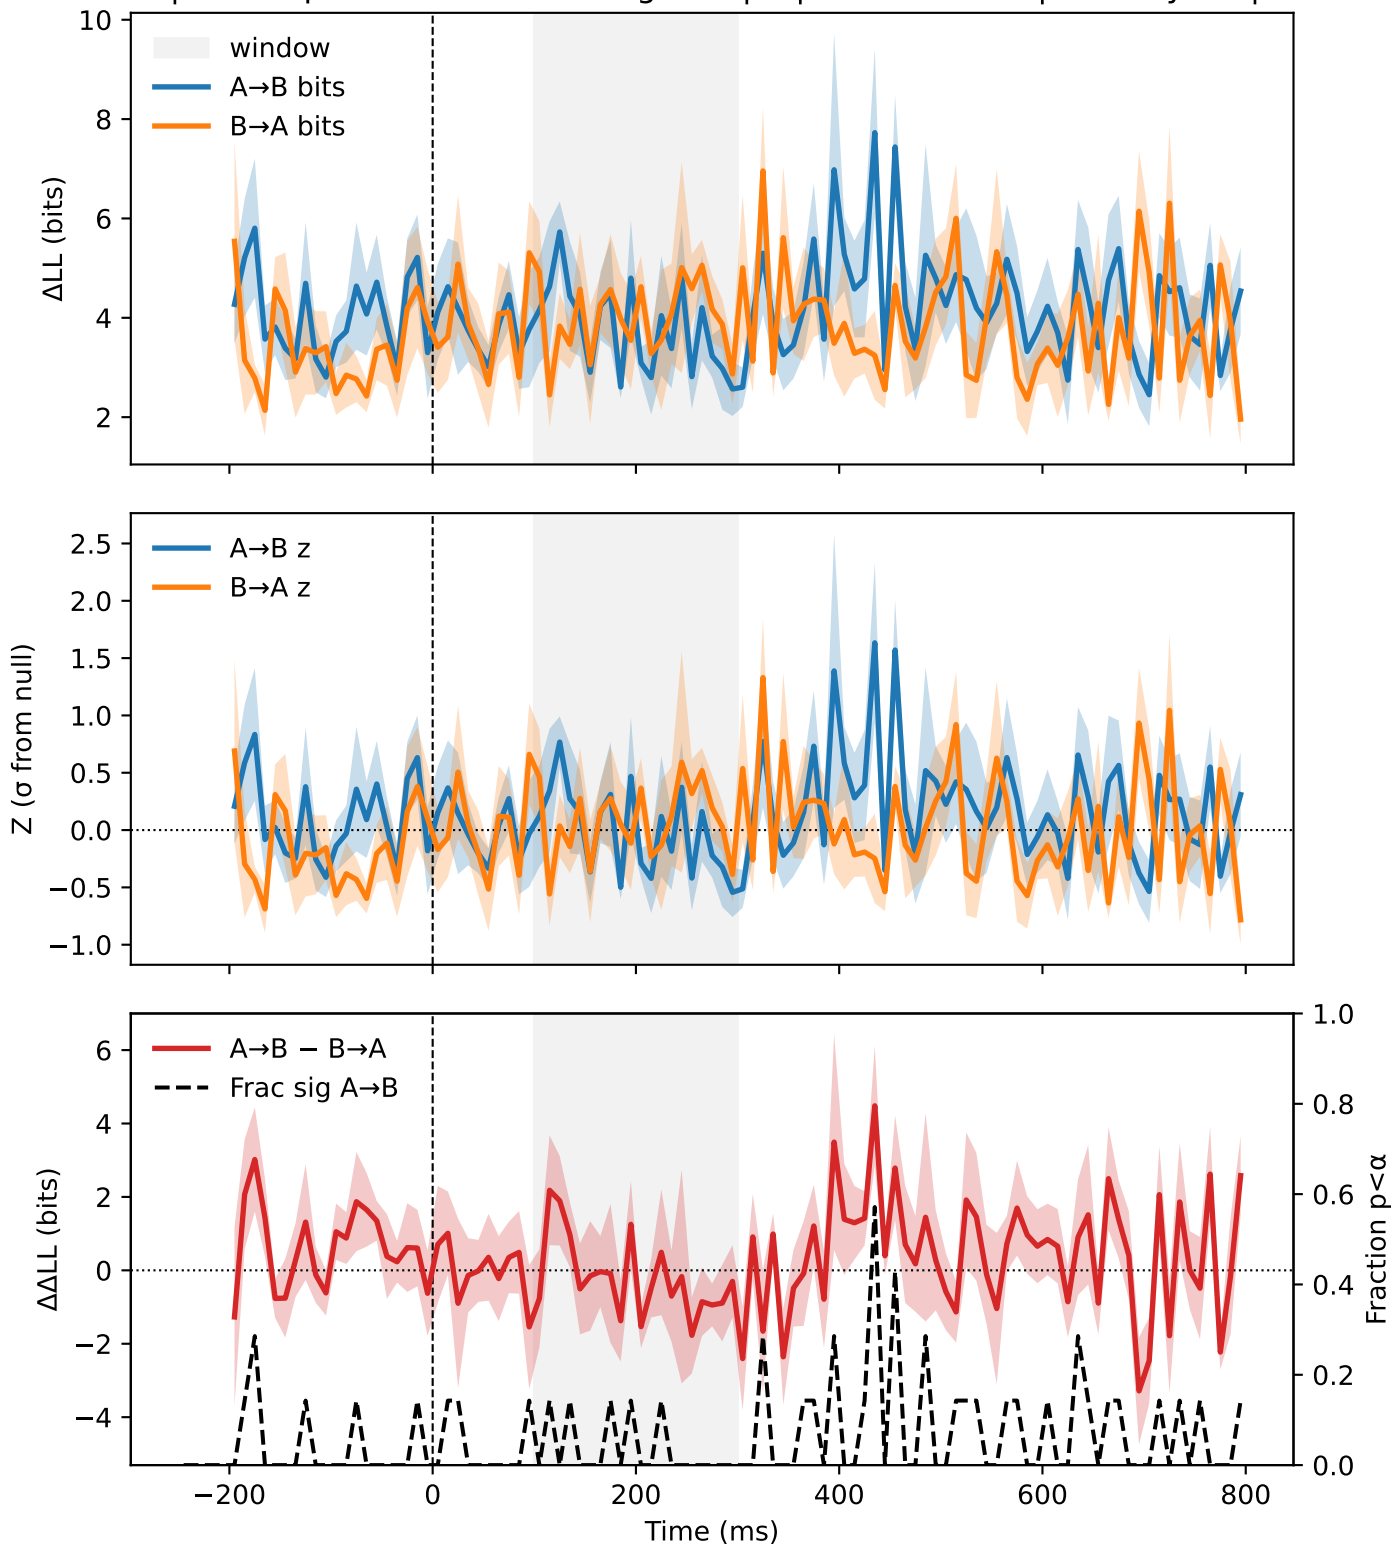 10
8
6
4
2
ΔLL (bits)
window
A→B bits
B→A bits
2.5
2.0
1.5
1.0
0.5
0.0
−0.5
−1.0
Z (σ from null)
A→B z
B→A z
6
4
2
0
−2
−4
ΔΔLL (bits)
A→B − B→A
Frac sig A→B
1.0
0.8
0.6
0.4
0.2
0.0
Fraction p<α
−200 0 200 400 600 800
Time (ms)